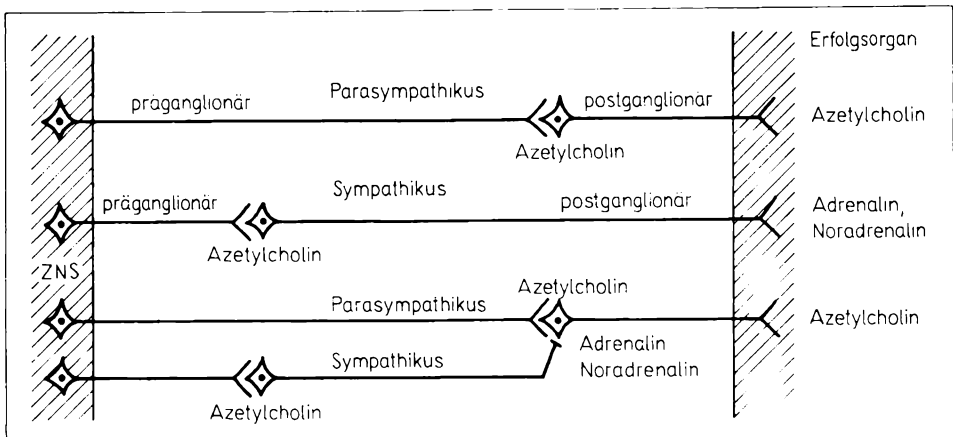 Erfolgsorgan
Parasympathikus
präganglionär
postganglionär
Azetylcholin
Azetylcholin
Sympathikus
präganglionär
postganglionär
Adrenalin,
Noradrenalin
Azetylcholin
ZNS
Azetylcholin
Parasympathikus
Azetylcholin
Adrenalin
Noradrenalin
Sympathikus
Azetylcholin